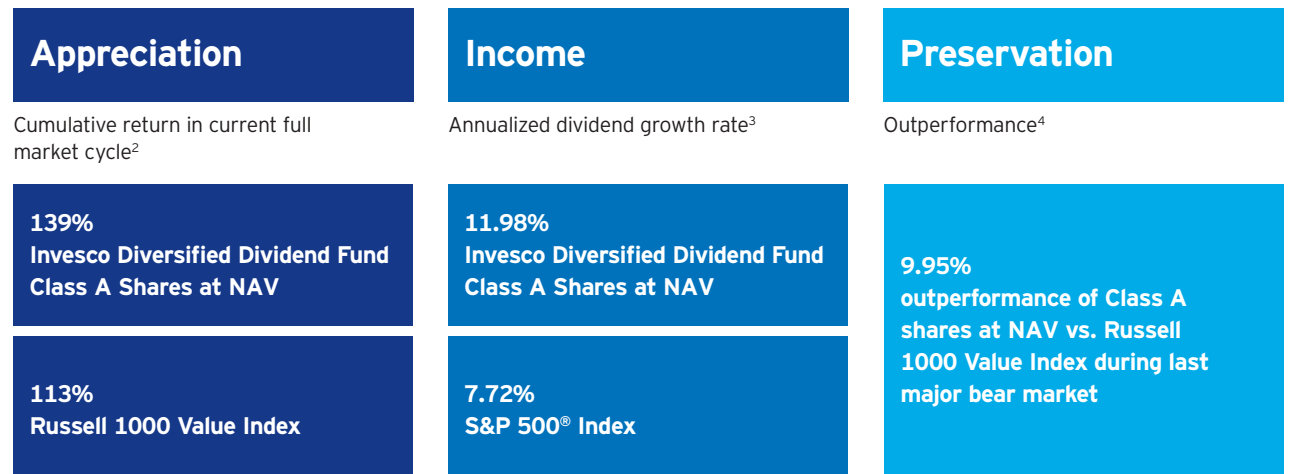 Appreciation
Cumulative return in current full
market cycle²
139%
Invesco Diversified Dividend Fund
Class A Shares at NAV
113%
Russell 1000 Value Index
Income
Annualized dividend growth rate³
11.98%
Invesco Diversified Dividend Fund
Class A Shares at NAV
7.72%
S&P 500® Index
Preservation
Outperformance⁴
9.95%
outperformance of Class A
shares at NAV vs. Russell
1000 Value Index during last
major bear market